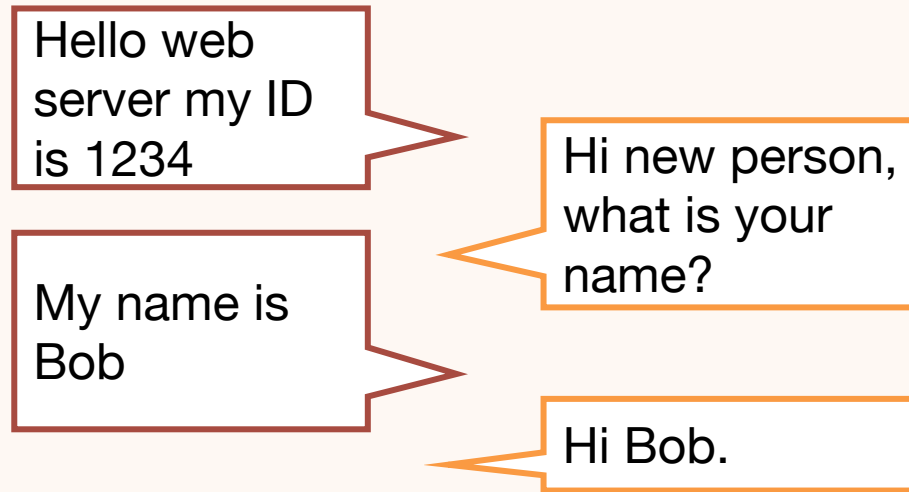 Hello web
server my ID
is 1234
Hi new person,
what is your
name?
My name is
Bob
Hi Bob.